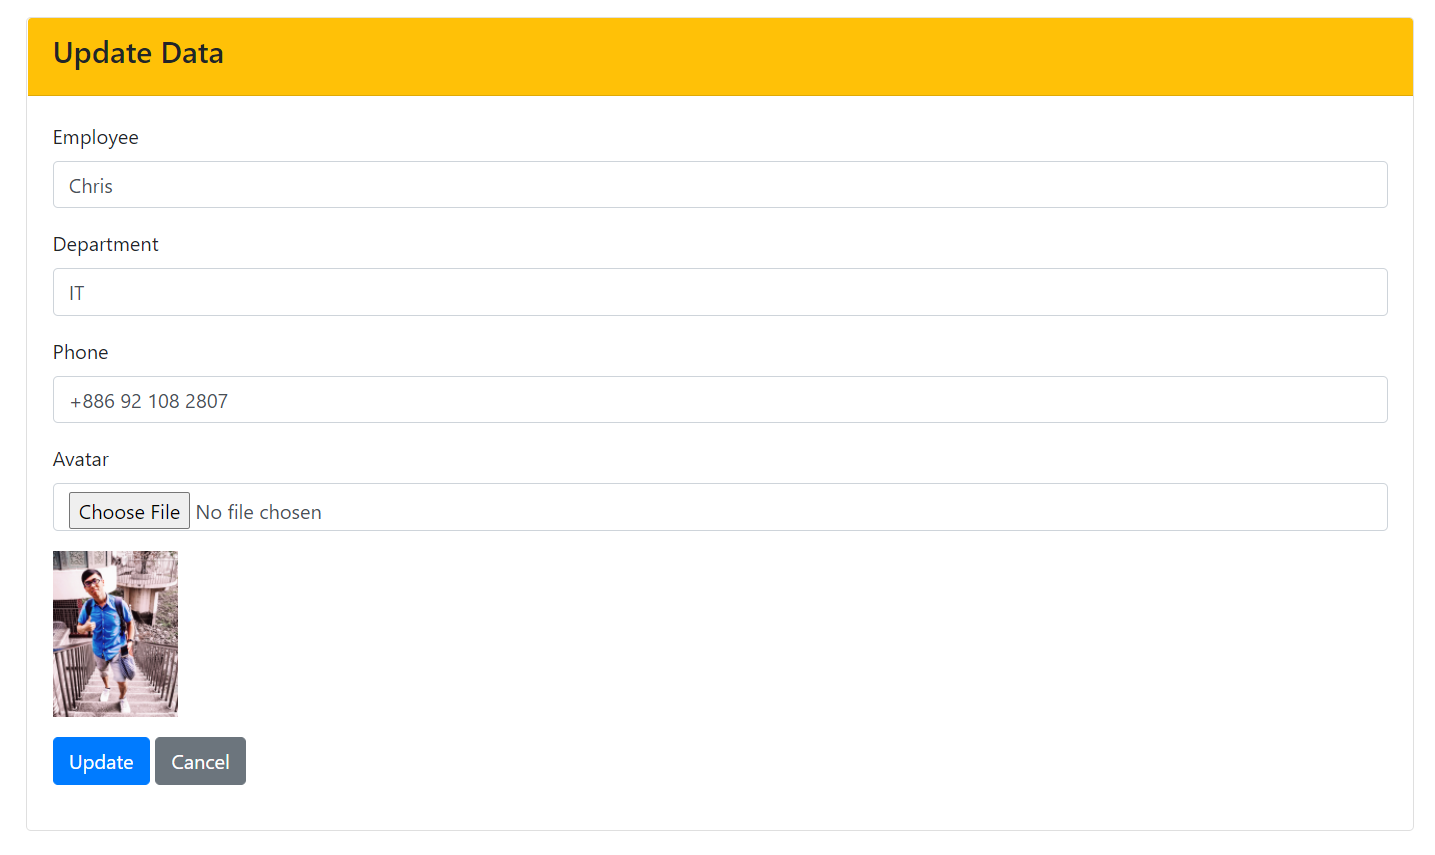 Update Data
Employee
Chris
Department
IT
Phone
+886 92 108 2807
Avatar
Choose File No file chosen
Update Cancel